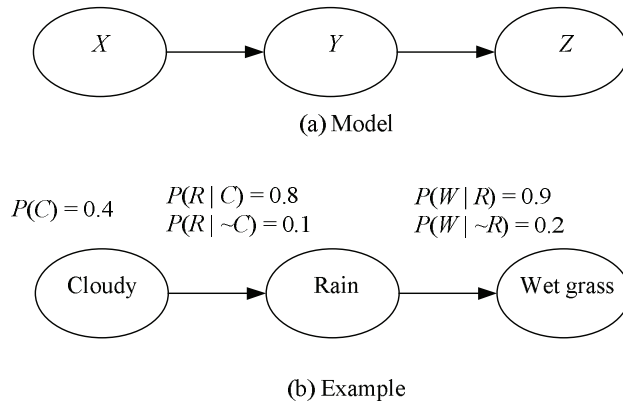 X Y Z
(a) Model
P(C) = 0.4
P(R | C) = 0.8
P(R | ~C) = 0.1
P(W | R) = 0.9
P(W | ~R) = 0.2
Cloudy Rain Wet grass
(b) Example